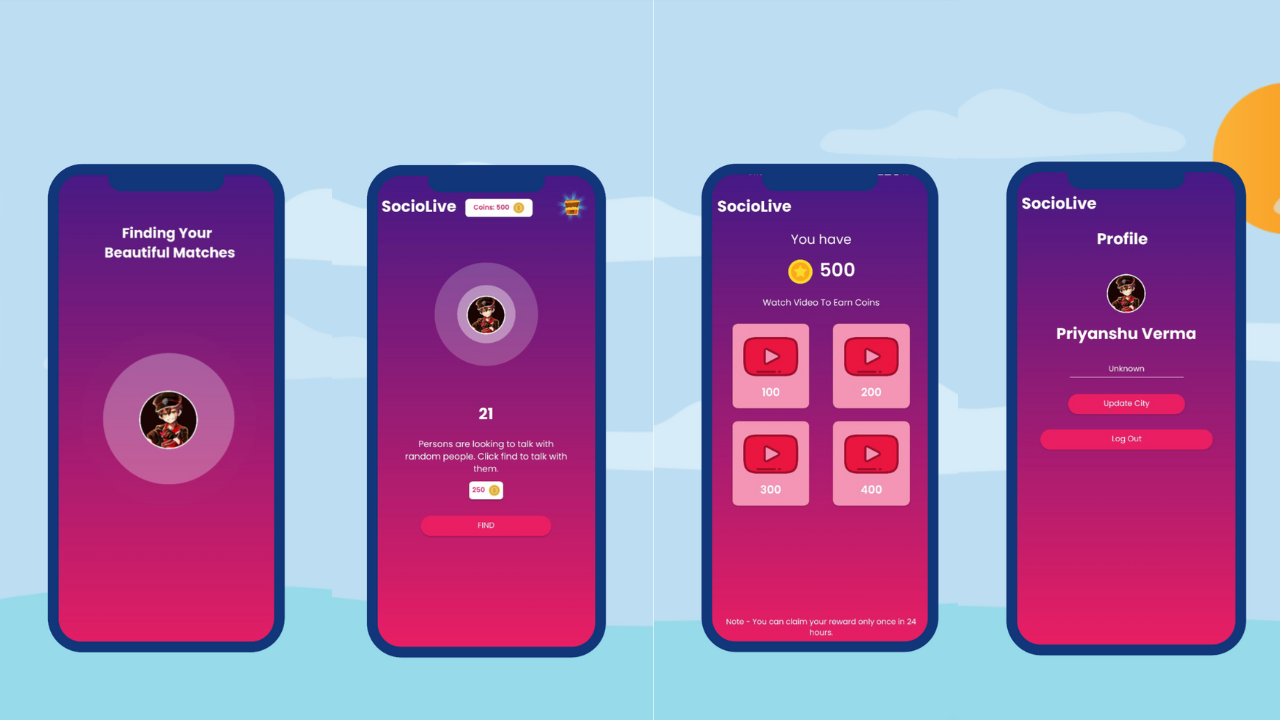 Finding Your
Beautiful Matches
SocioLive
Coins: 500
21
Persons are looking to talk with
random people. Click find to talk with
them.
250
FIND
SocioLive
You have
500
Watch Video To Earn Coins
100
200
300
400
Note - You can claim your reward only once in 24
hours.
SocioLive
Profile
Priyanshu Verma
Unknown
Update City
Log Out